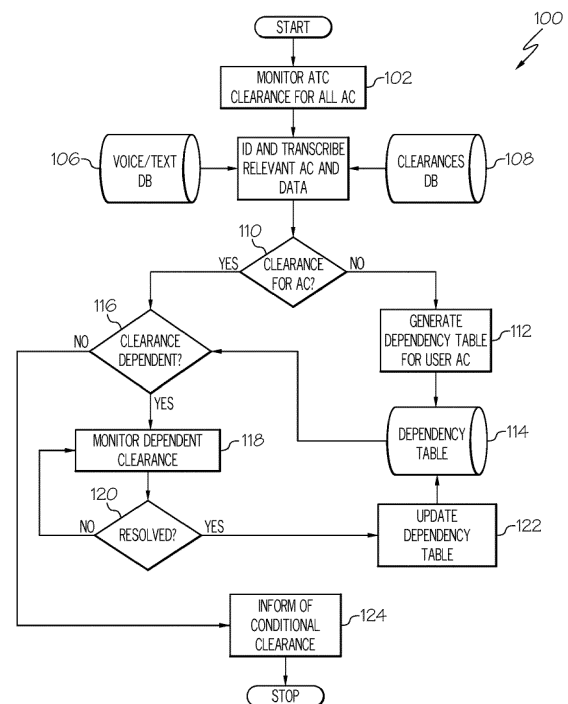 100
START
MONITOR ATC
CLEARANCE FOR ALL AC
102
106
VOICE/TEXT
DB
ID AND TRANSCRIBE
RELEVANT AC AND
DATA
CLEARANCES
DB
108
110
YES
CLEARANCE
FOR AC?
NO
116
NO
CLEARANCE
DEPENDENT?
YES
GENERATE
DEPENDENCY TABLE
FOR USER AC
112
DEPENDENCY
TABLE
114
MONITOR DEPENDENT
CLEARANCE
118
120
NO
RESOLVED?
YES
UPDATE
DEPENDENCY
TABLE
122
INFORM OF
CONDITIONAL
CLEARANCE
124
STOP